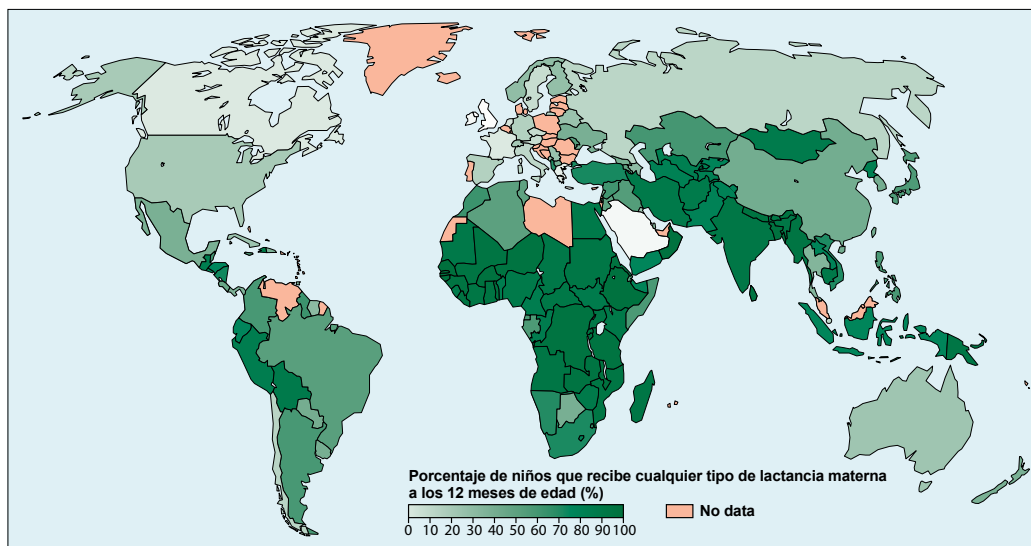 Porcentaje de niños que recibe cualquier tipo de lactancia materna
a los 12 meses de edad (%)
No data
0 10 20 30 40 50 60 70 80 90 100